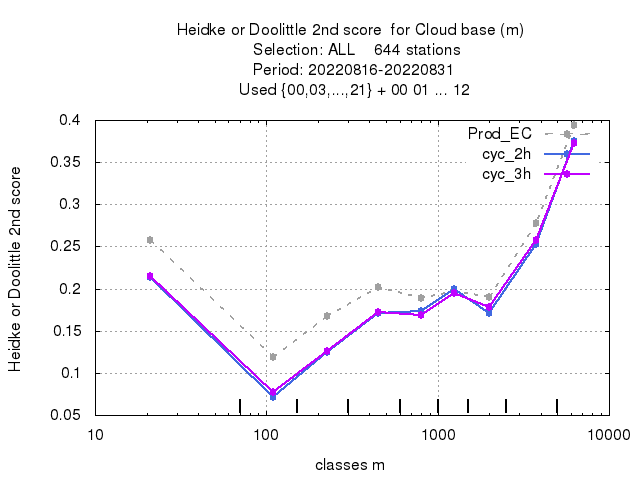 Heidke or Doolittle 2nd score  for Cloud base (m)
Selection: ALL    644 stations
Period: 20220816-20220831
Used {00,03,...,21} + 00 01 ... 12
Heidke or Doolittle 2nd score
0.4
0.35
0.3
0.25
0.2
0.15
0.1
0.05
Prod_EC
cyc_2h
cyc_3h
10
100
1000
10000
classes m